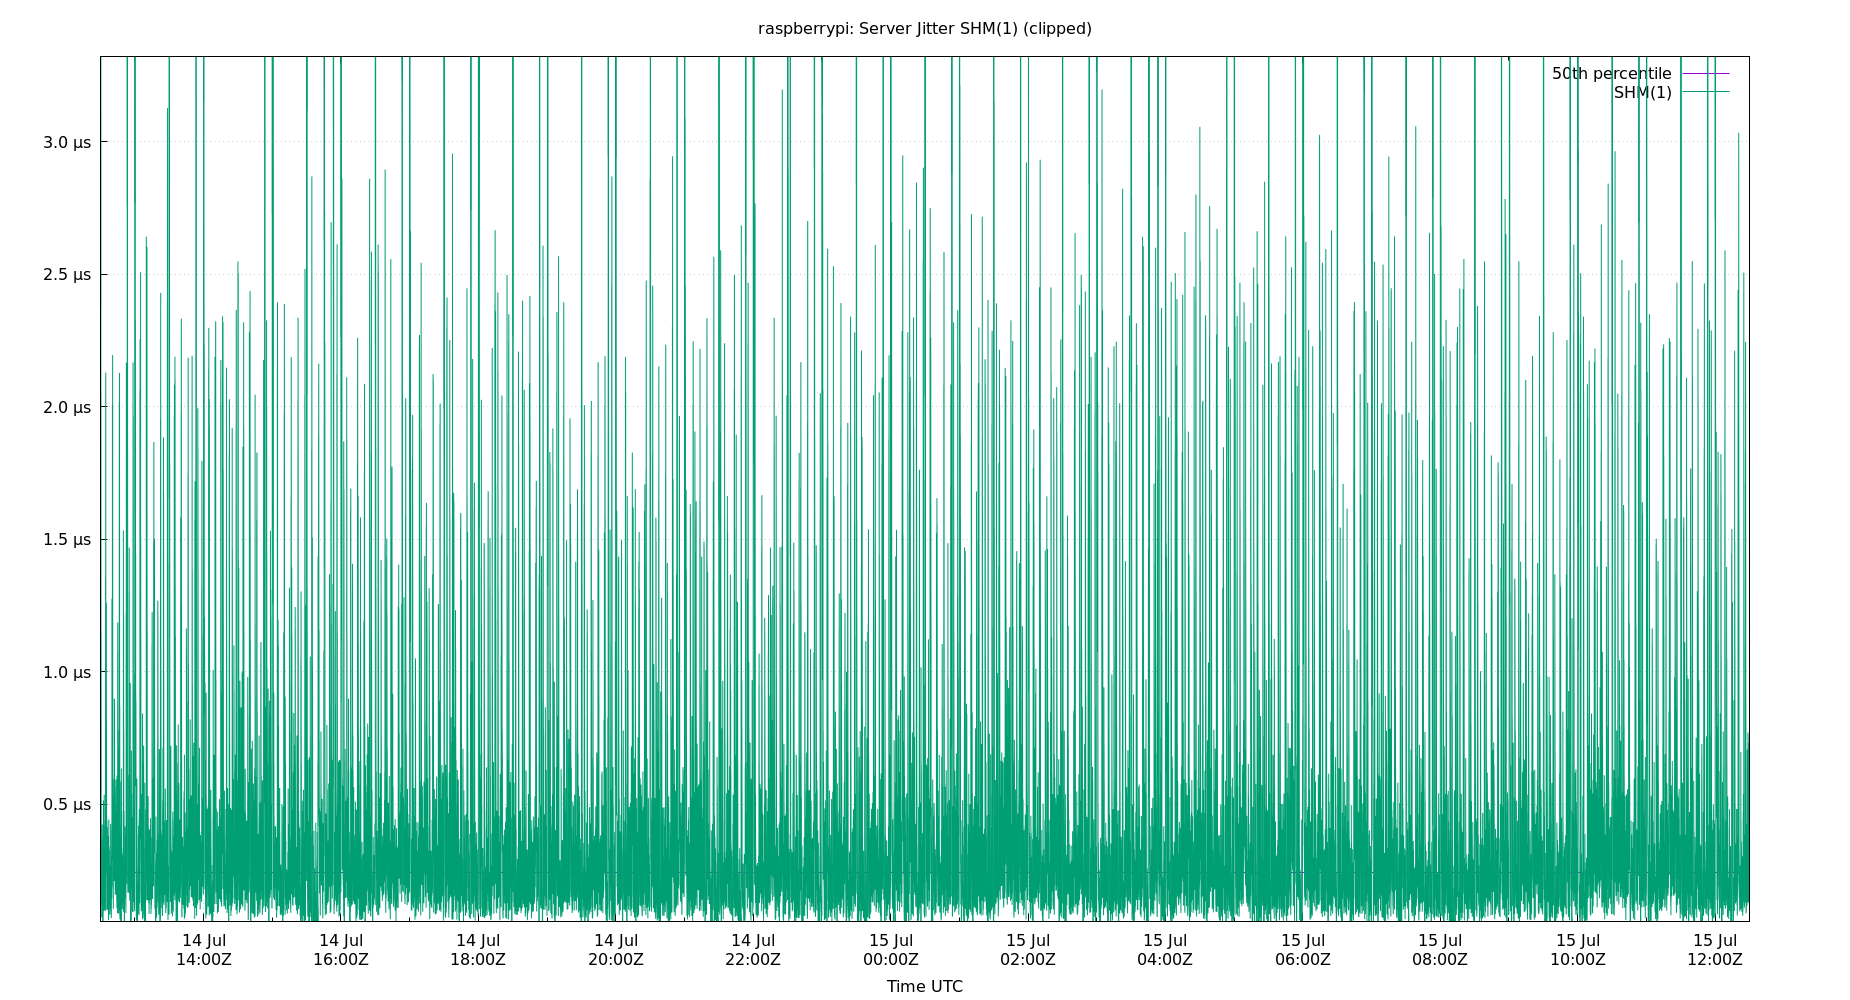 raspberrypi: Server Jitter SHM(1) (clipped)
50th percentile
SHM(1)
3.0 µs
2.5 µs
2.0 µs
1.5 µs
1.0 µs
0.5 µs
14 Jul 14 Jul 14 Jul 14 Jul 14 Jul 15 Jul 15 Jul 15 Jul 15 Jul 15 Jul 15 Jul 15 Jul
14:00Z 16:00Z 18:00Z 20:00Z 22:00Z 00:00Z 02:00Z 04:00Z 06:00Z 08:00Z 10:00Z 12:00Z
Time UTC